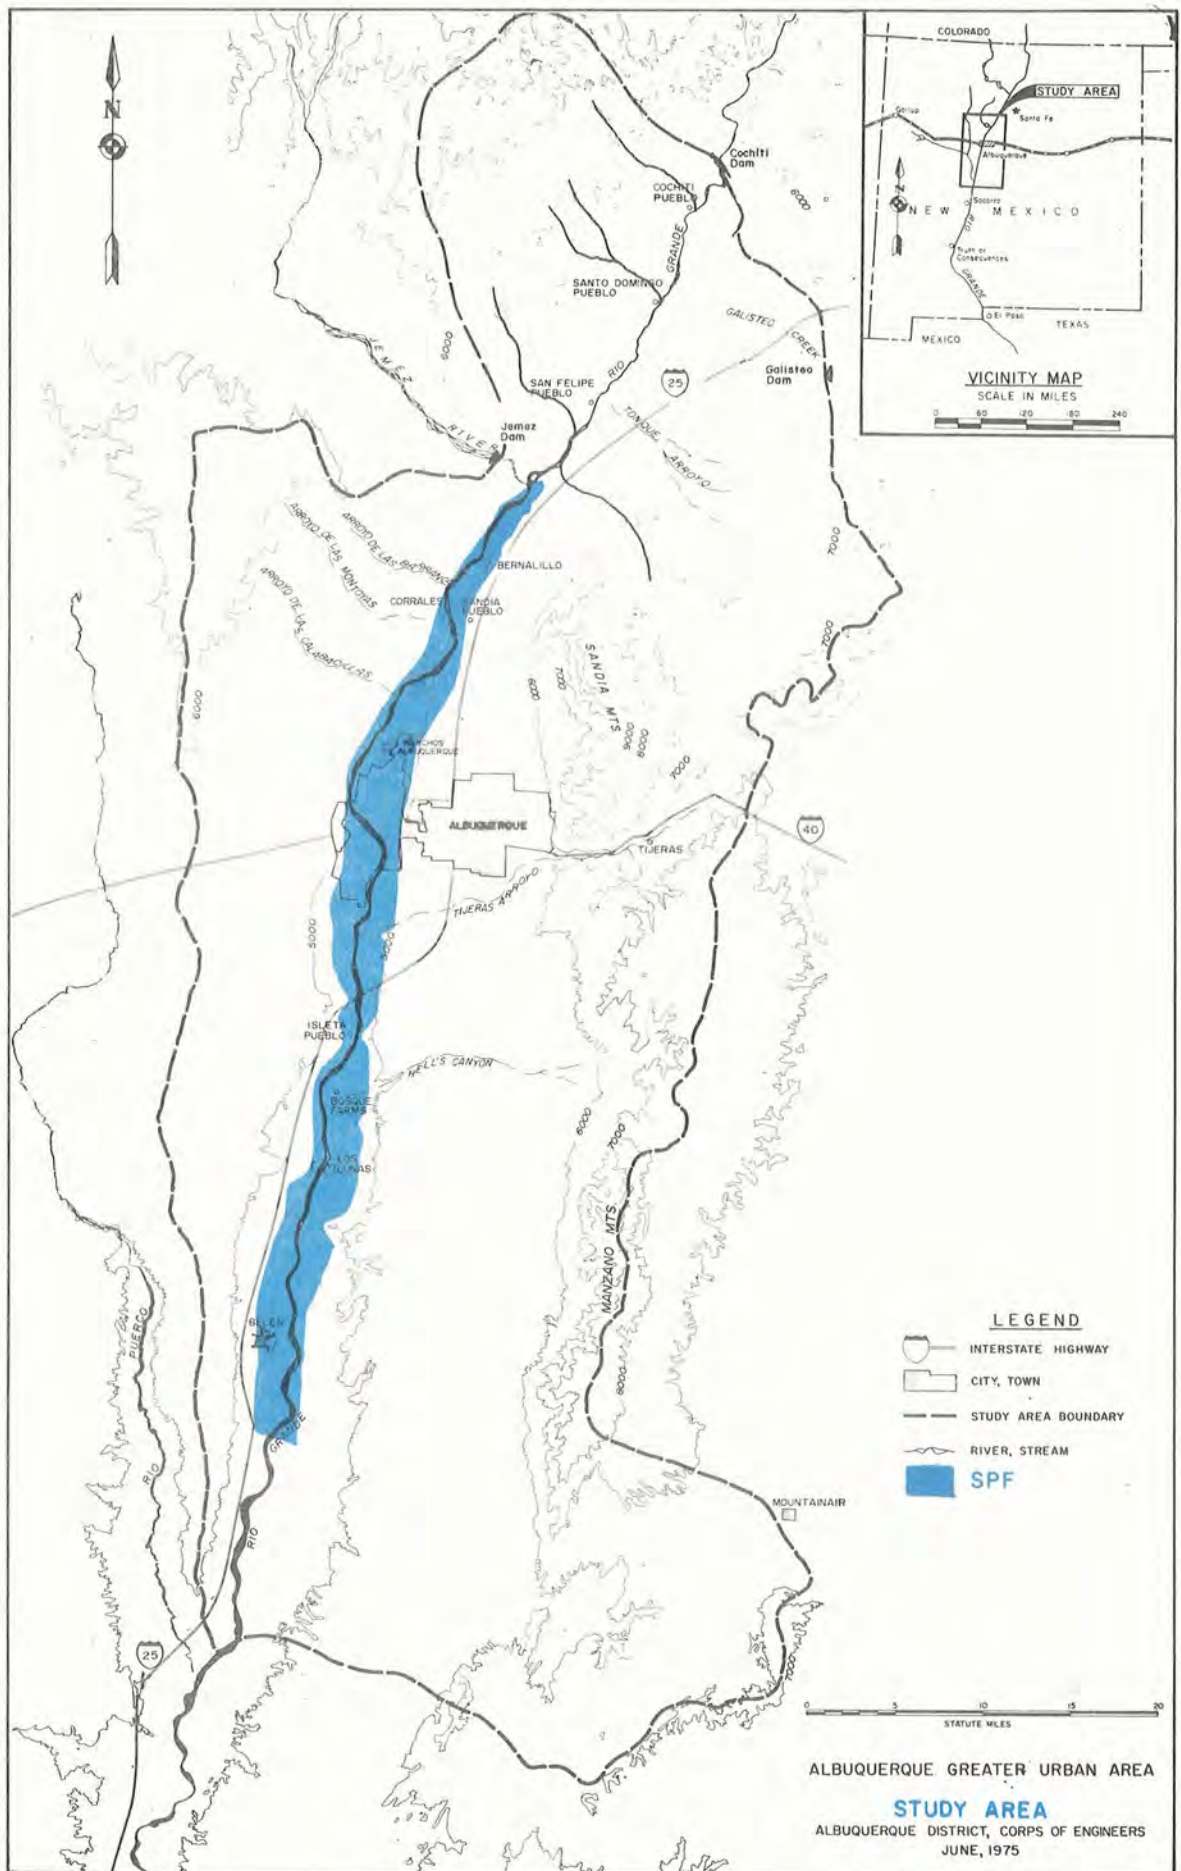 N
COLORADO
STUDY AREA
Gallup
Santa Fe
Albuquerque
N
NEW MEXICO
Socorro
RIO
Truth or
Consequences
GRANDE
El Paso
TEXAS
MEXICO
VICINITY MAP
SCALE IN MILES
0 60 120 180 240
Cochiti
Dam
COCHITI
PUEBLO
6000
GRANDE
SANTO DOMINGO
PUEBLO
GALISTEO
CREEK
6000
JEMEZ
RIVER
RIO
25
Galisteo
Dam
SAN FELIPE
PUEBLO
Jemez
Dam
TONQUE
ARROYO
7000
ARROYO DE LAS BARRANCAS
ARROYO DE LAS MONTOYAS
ARROYO DE LAS CALABACILLAS
BERNALILLO
CORRALES
SANDIA
PUEBLO
7000
SANDIA MTS.
6000
7000
9000
8000
7000
6000
RANCHOS
ALBUQUERQUE
ALBUQUERQUE
40
TIJERAS
TIJERAS ARROYO
5000
5000
ISLETA
PUEBLO
HELL'S CANYON
BOSQUE
FARMS
6000
7000
LOS
LUNAS
MANZANO MTS.
BELEN
PUERCO
RIO
GRANDE
RIO
6000
MOUNTAINAIR
7000
25
LEGEND
INTERSTATE HIGHWAY
CITY, TOWN
STUDY AREA BOUNDARY
RIVER, STREAM
SPF
0 5 10 15 20
STATUTE MILES
ALBUQUERQUE GREATER URBAN AREA
STUDY AREA
ALBUQUERQUE DISTRICT, CORPS OF ENGINEERS
JUNE, 1975